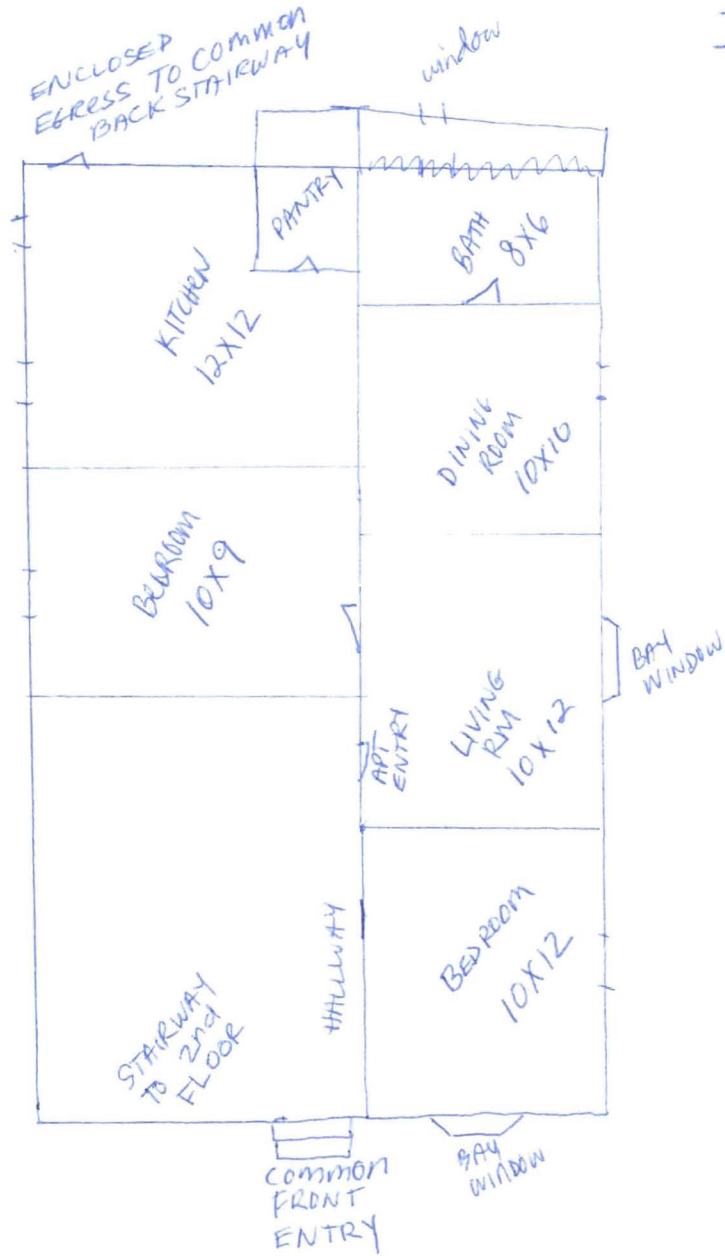 ENCLOSED
EGRESS TO COMMON
BACK STAIRWAY
window
PANTRY
BATH
8X6
KITCHEN
12X12
DINING
ROOM
10X10
BEDROOM
10X9
BAY
WINDOW
LIVING
RM
10X12
APT
ENTRY
BEDROOM
10X12
HALLWAY
STAIRWAY
TO 2nd
FLOOR
COMMON
FRONT
ENTRY
BAY
WINDOW